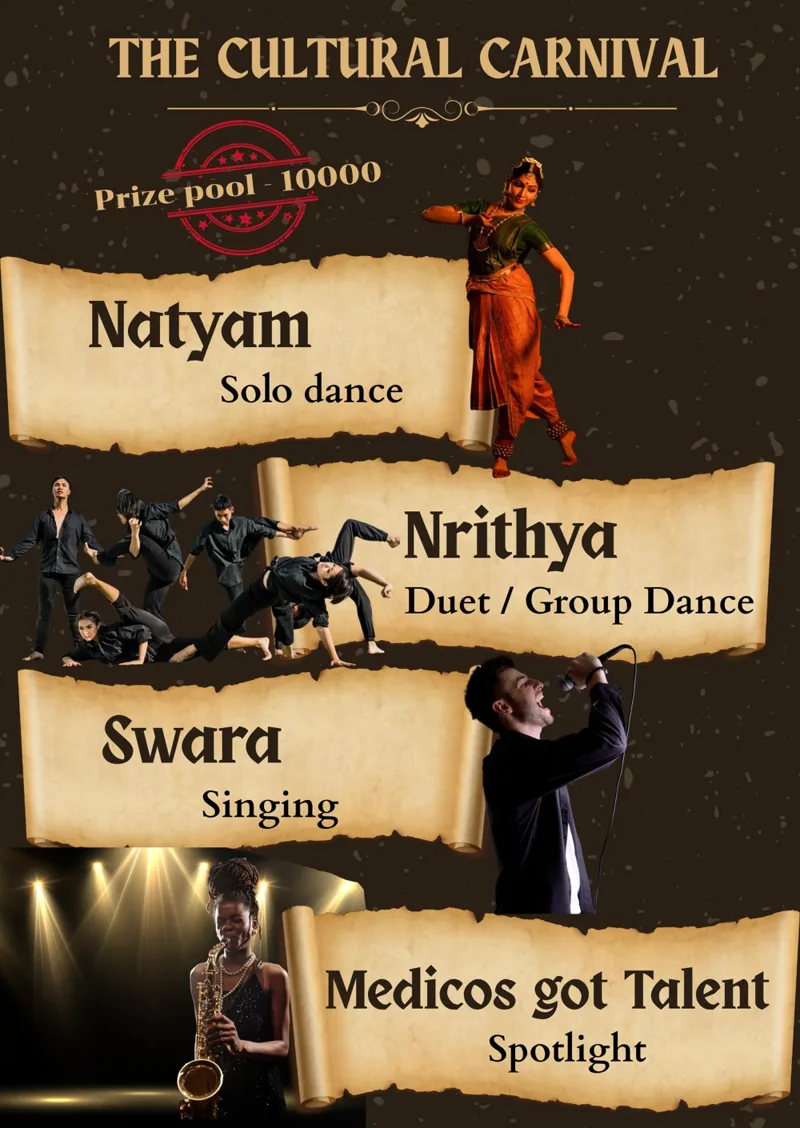 THE CULTURAL CARNIVAL
Prize pool - 10000
Natyam
Solo dance
Nrithya
Duet / Group Dance
Swara
Singing
Medicos got Talent
Spotlight